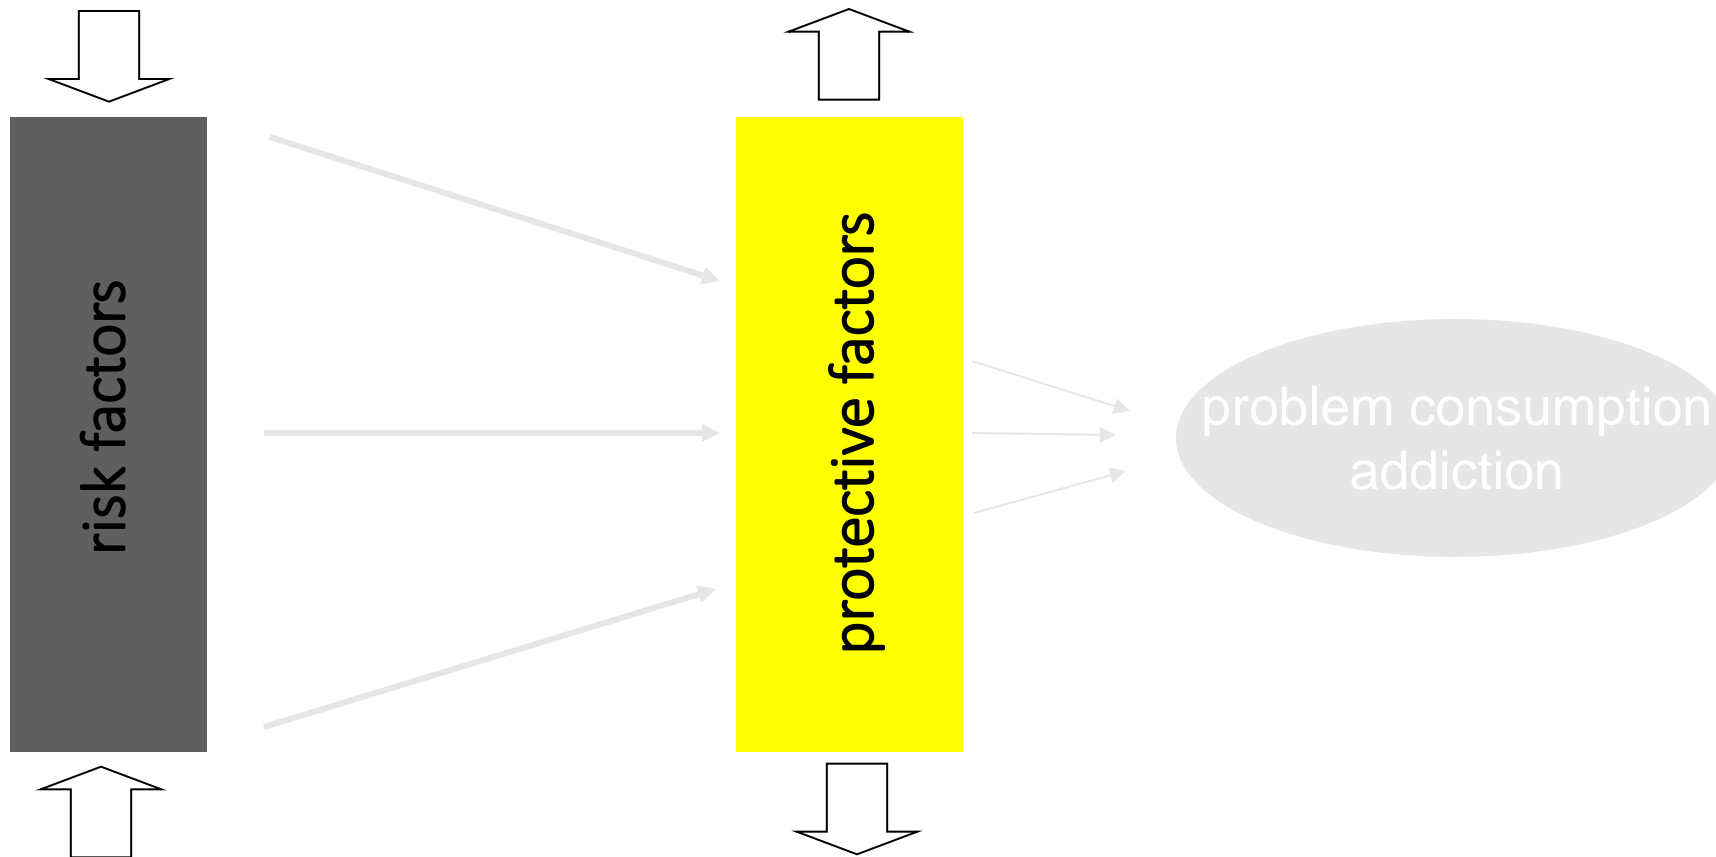 risk factors
protective factors
problem consumption
addiction